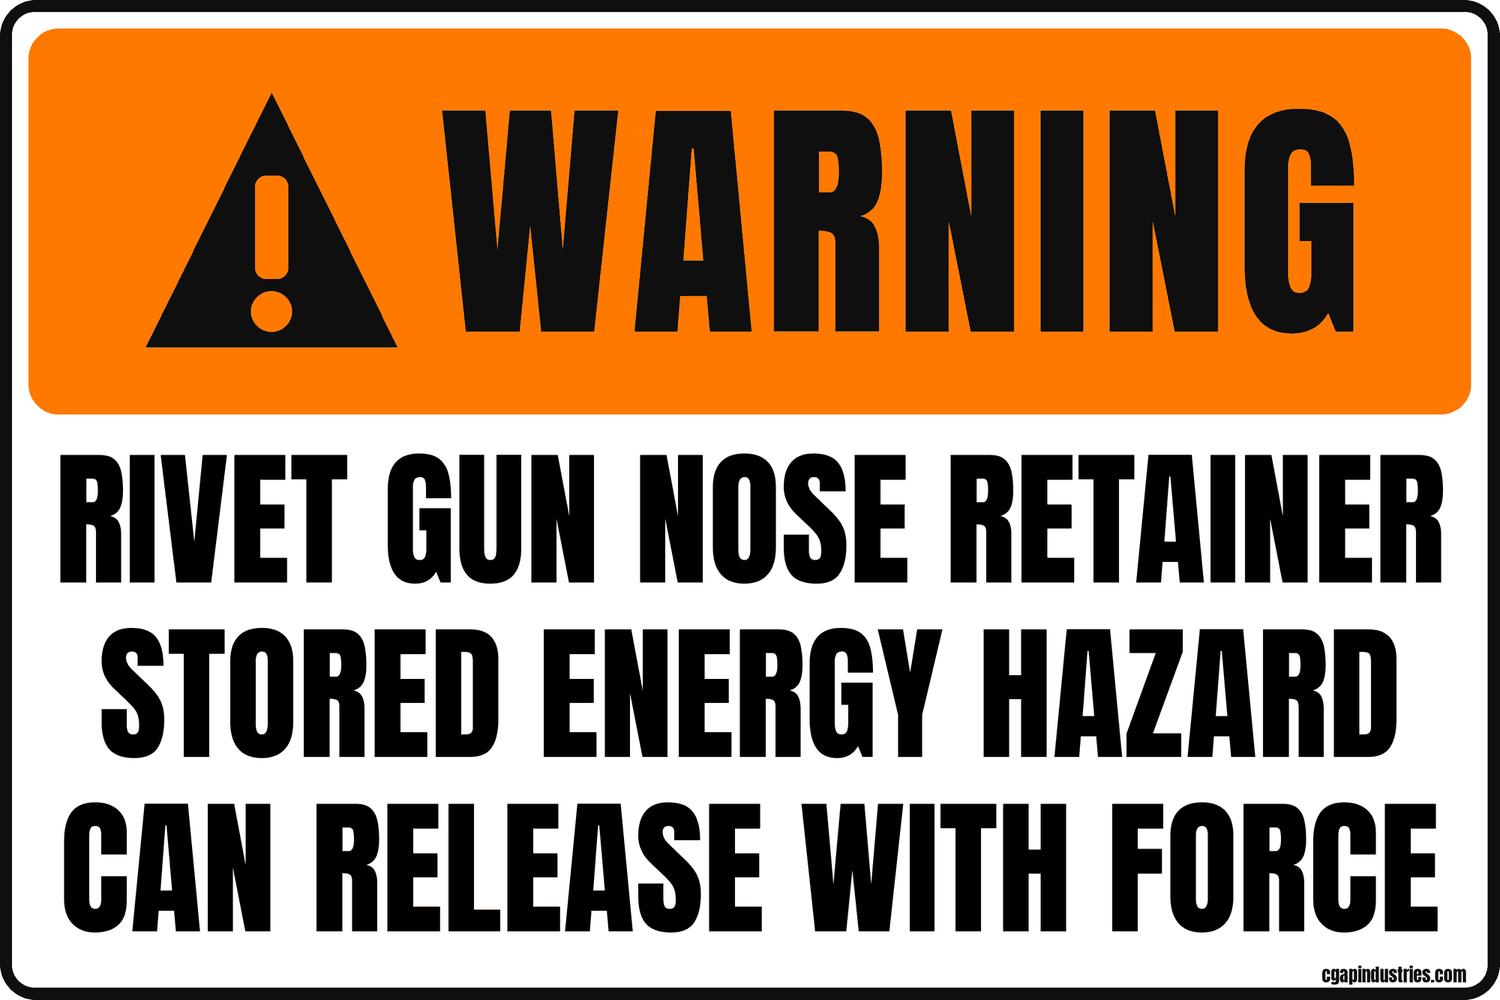 WARNING
RIVET GUN NOSE RETAINER
STORED ENERGY HAZARD
CAN RELEASE WITH FORCE
cgapindustries.com